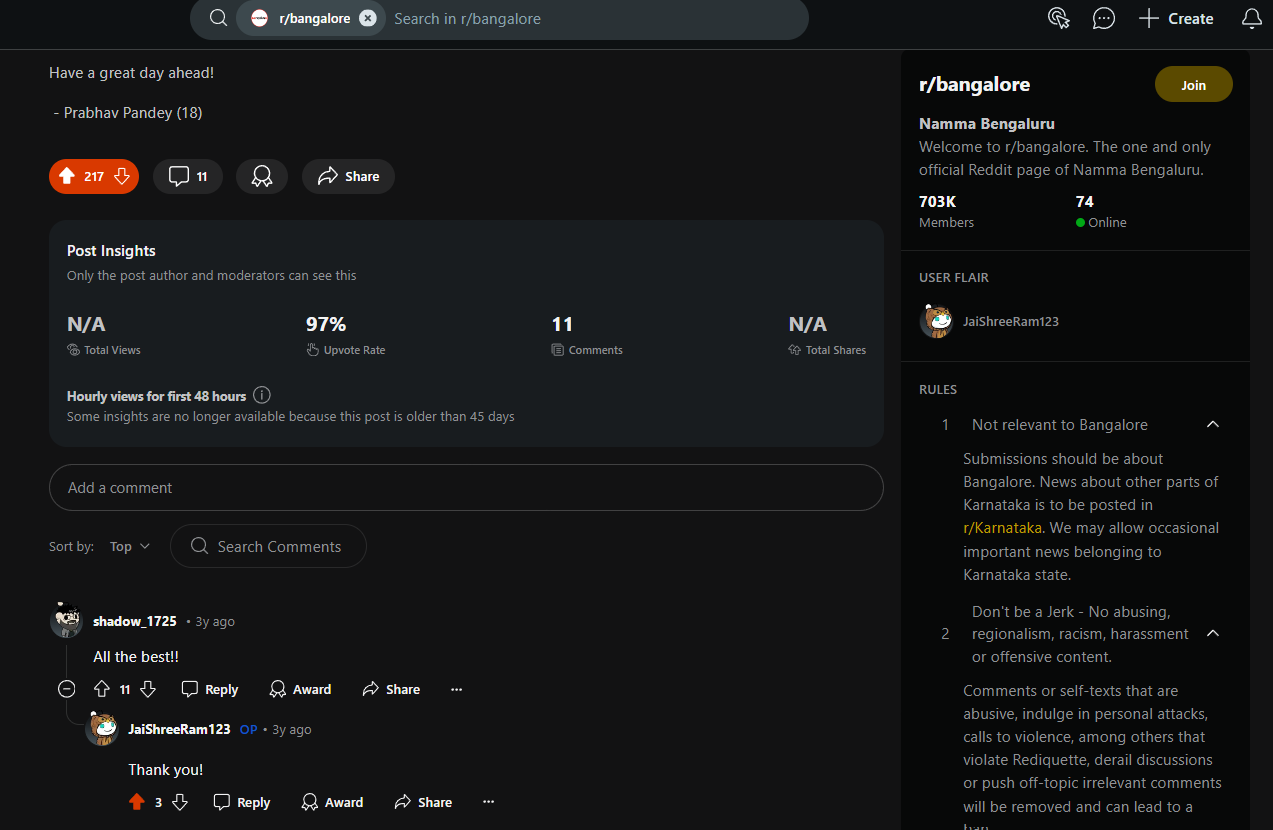 r/bangalore
Search in r/bangalore
Create
Have a great day ahead!
- Prabhav Pandey (18)
217
11
Share
Post Insights
Only the post author and moderators can see this
N/A
Total Views
97%
Upvote Rate
11
Comments
N/A
Total Shares
Hourly views for first 48 hours
Some insights are no longer available because this post is older than 45 days
Add a comment
Sort by: Top
Search Comments
shadow_1725 • 3y ago
All the best!!
11 Reply Award Share
JaiShreeRam123 OP • 3y ago
Thank you!
3 Reply Award Share
r/bangalore
Join
Namma Bengaluru
Welcome to r/bangalore. The one and only
official Reddit page of Namma Bengaluru.
703K
Members
74
Online
USER FLAIR
JaiShreeRam123
RULES
1 Not relevant to Bangalore
Submissions should be about
Bangalore. News about other parts of
Karnataka is to be posted in
r/Karnataka. We may allow occasional
important news belonging to
Karnataka state.
Don't be a Jerk - No abusing,
2 regionalism, racism, harassment
or offensive content.
Comments or self-texts that are
abusive, indulge in personal attacks,
calls to violence, among others that
violate Rediquette, derail discussions
or push off-topic irrelevant comments
will be removed and can lead to a